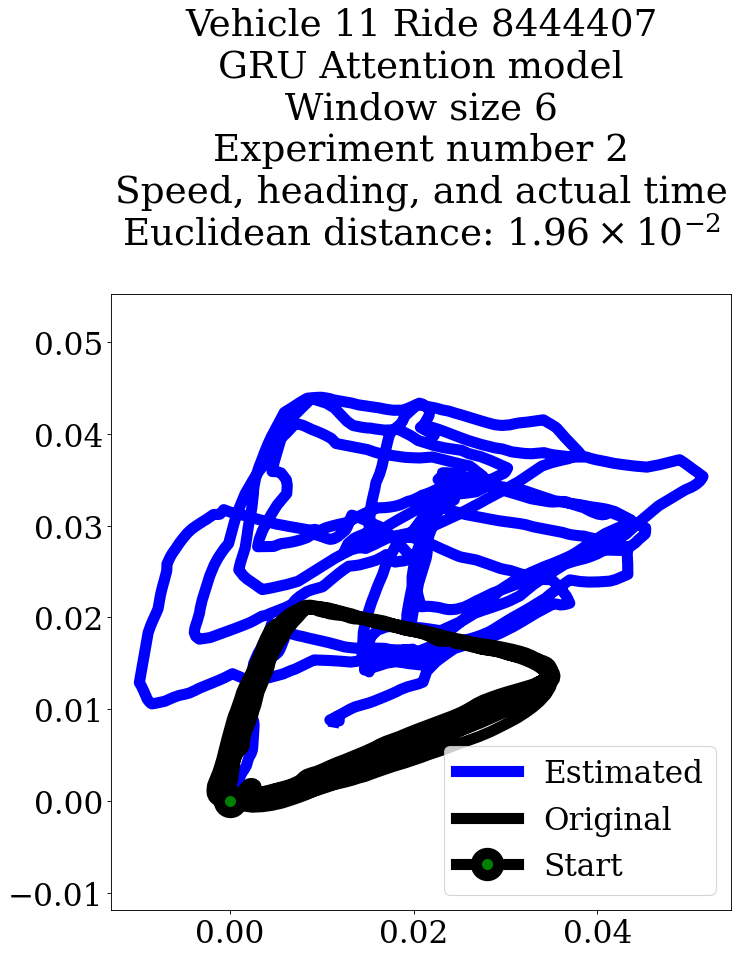 Vehicle 11 Ride 8444407
GRU Attention model
Window size 6
Experiment number 2
Speed, heading, and actual time
Euclidean distance: 1.96 × 10⁻²
0.05
0.04
0.03
0.02
0.01
0.00
−0.01
0.00 0.02 0.04
Estimated
Original
Start